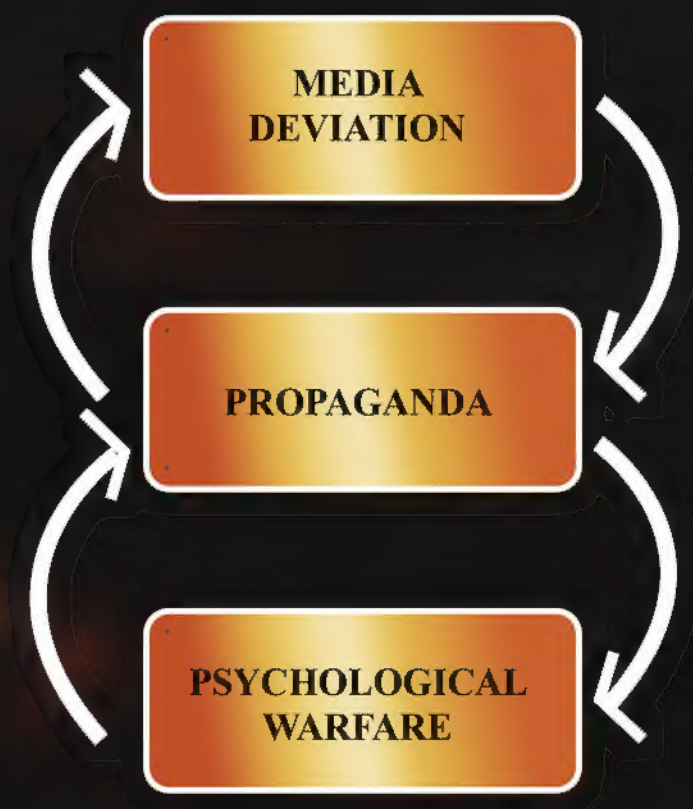 MEDIA
DEVIATION
PROPAGANDA
PSYCHOLOGICAL
WARFARE